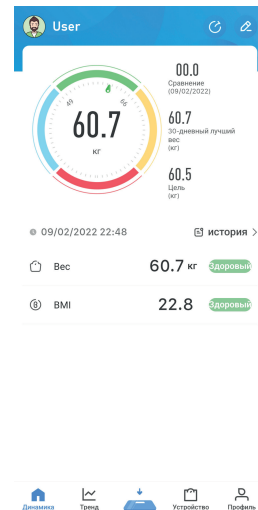 User
00.0
Сравнение
(09/02/2022)
49
66
60.7
кг
60.7
30-дневный лучший
вес
(кг)
60.5
Цель
(кг)
09/02/2022 22:48
история >
Вес
60.7 кг
Здоровый
BMI
22.8
Здоровый
Динамика
Тренд
Устройство
Профиль